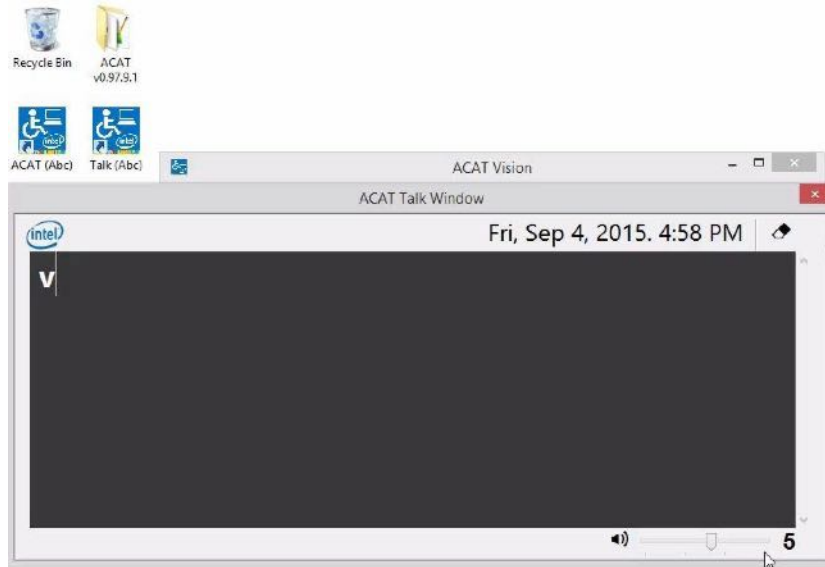 Recycle Bin
ACAT
v0.97.9.1
ACAT (Abc)
Talk (Abc)
ACAT Vision
ACAT Talk Window
intel
Fri, Sep 4, 2015. 4:58 PM
v
5